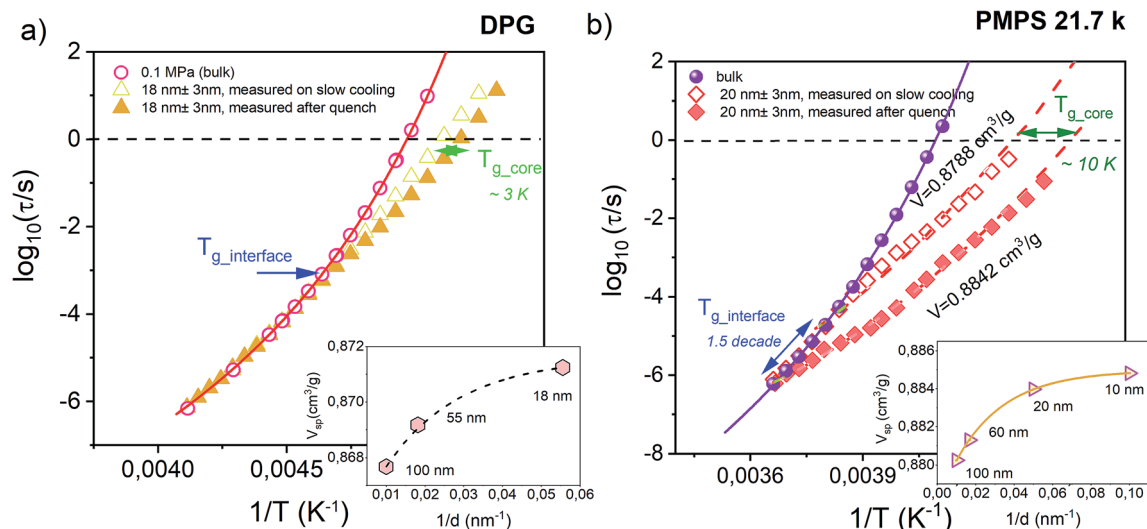 a)
DPG
0.1 MPa (bulk)
18 nm± 3nm, measured on slow cooling
18 nm± 3nm, measured after quench
log10(τ/s)
2
0
-2
-4
-6
Tg_core
~ 3 K
Tg_interface
0,0040
0,0045
1/T (K-1)
Vsp(cm3/g)
0,872
0,870
0,868
18 nm
55 nm
100 nm
0,01 0,02 0,03 0,04 0,05 0,06
1/d (nm-1)
b)
PMPS 21.7 k
bulk
20 nm± 3nm, measured on slow cooling
20 nm± 3nm, measured after quench
log10(τ/s)
2
0
-2
-4
-6
-8
Tg_core
~ 10 K
V=0.8788 cm3/g
V=0.8842 cm3/g
Tg_interface
1.5 decade
0,0036
0,0039
1/T (K-1)
Vsp(cm3/g)
0,886
0,884
0,882
0,880
10 nm
20 nm
60 nm
100 nm
0,00 0,02 0,04 0,06 0,08 0,10
1/d (nm-1)